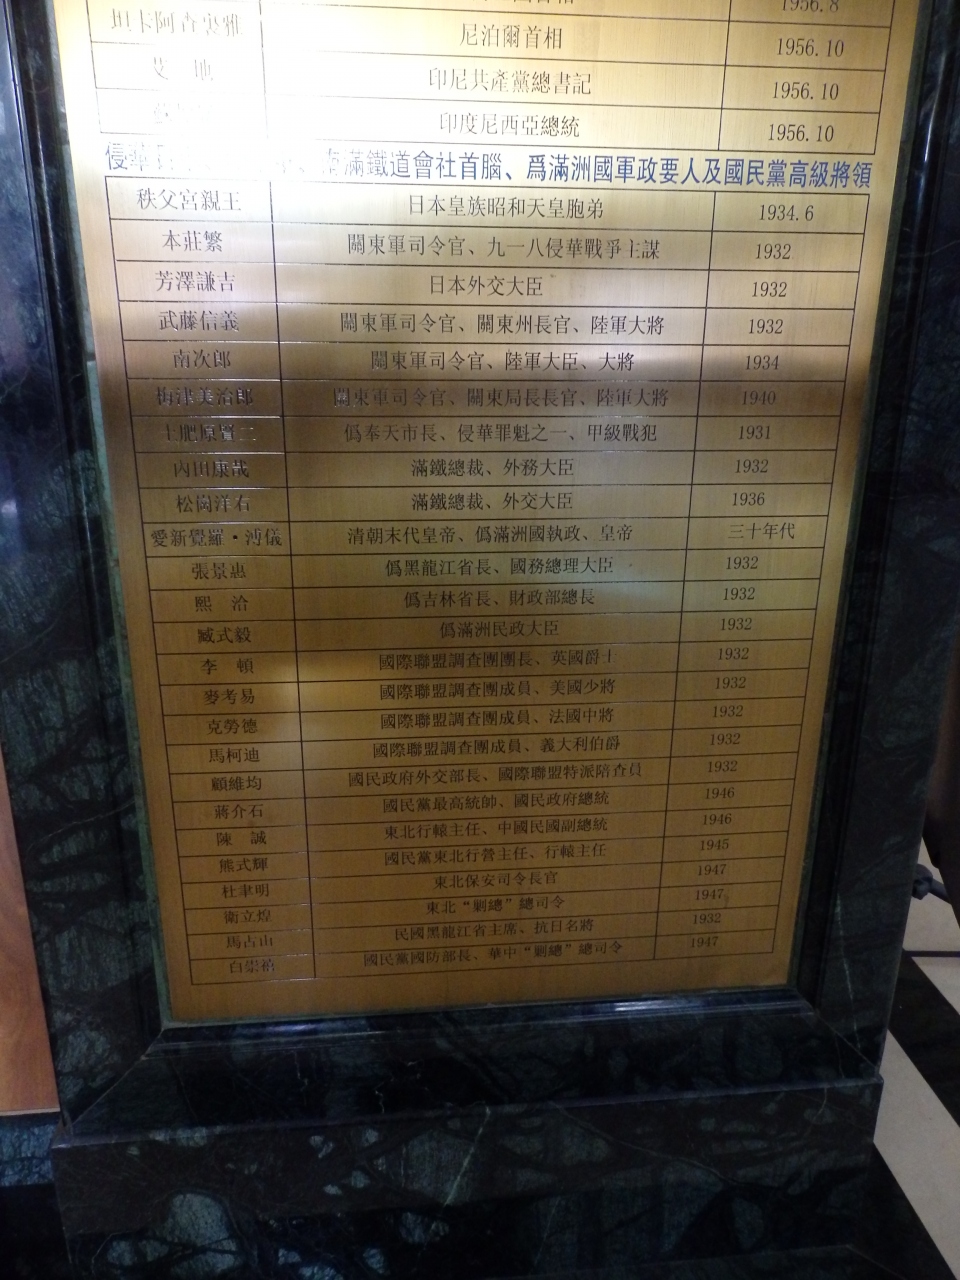 1956.8
坦卡阿查裏雅 尼泊爾首相 1956.10
艾 地 印尼共產黨總書記 1956.10
印度尼西亞總統 1956.10
侵華 滿鐵道會社首腦、爲滿洲國軍政要人及國民黨高級將領
秩父宮親王 日本皇族昭和天皇胞弟 1934.6
本莊繁 關東軍司令官、九一八侵華戰爭主謀 1932
芳澤謙吉 日本外交大臣 1932
武藤信義 關東軍司令官、關東州長官、陸軍大將 1932
南次郎 關東軍司令官、陸軍大臣、大將 1934
梅津美治郎 關東軍司令官、關東局長長官、陸軍大將 1940
土肥原賢二 僞奉天市長、侵華罪魁之一、甲級戰犯 1931
內田康哉 滿鐵總裁、外務大臣 1932
松崗洋右 滿鐵總裁、外交大臣 1936
愛新覺羅·溥儀 清朝末代皇帝、僞滿洲國執政、皇帝 三十年代
張景惠 僞黑龍江省長、國務總理大臣 1932
熙 洽 僞吉林省長、財政部總長 1932
臧式毅 僞滿洲民政大臣 1932
李 頓 國際聯盟調查團團長、英國爵士 1932
麥考易 國際聯盟調查團成員、美國少將 1932
克勞德 國際聯盟調查團成員、法國中將 1932
馬柯迪 國際聯盟調查團成員、義大利伯爵 1932
顧維均 國民政府外交部長、國際聯盟特派陪查員 1932
蔣介石 國民黨最高統帥、國民政府總統 1946
陳 誠 東北行轅主任、中國民國副總統 1946
熊式輝 國民黨東北行營主任、行轅主任 1945
杜聿明 東北保安司令長官 1947
衛立煌 東北“剿總”總司令 1947
馬占山 民國黑龍江省主席、抗日名將 1932
白崇禧 國民黨國防部長、華中“剿總”總司令 1947